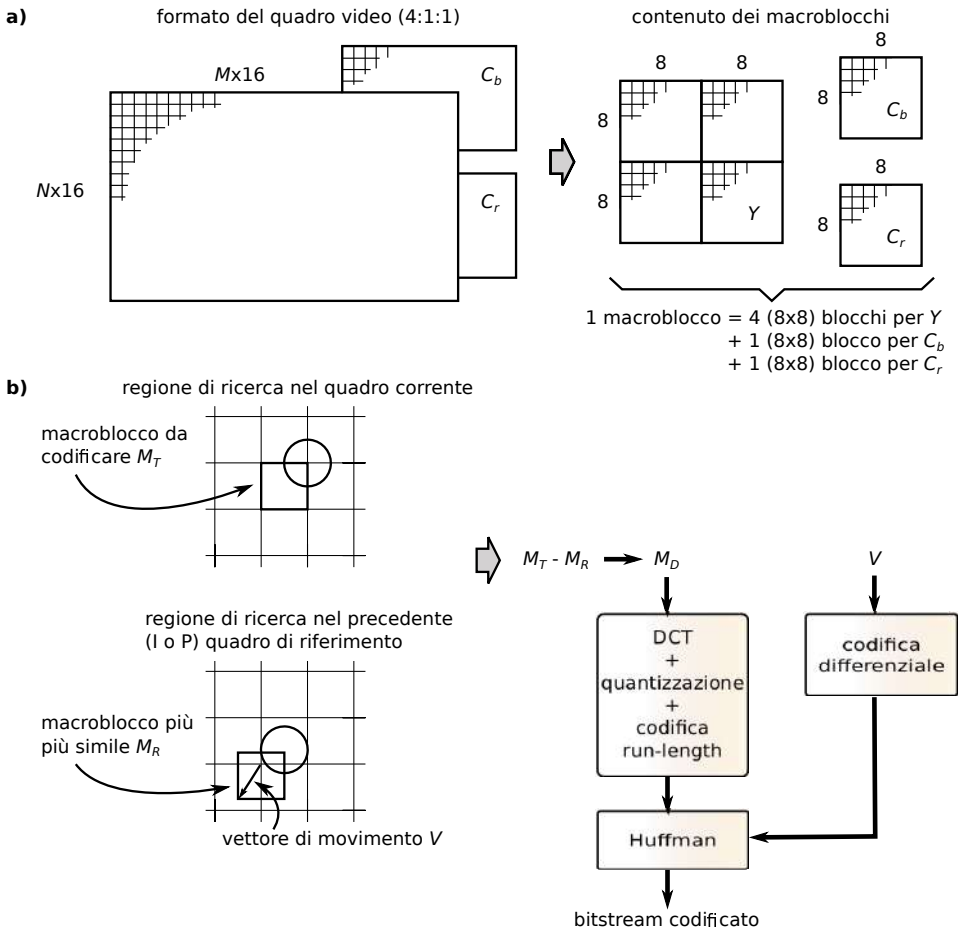 a)
formato del quadro video (4:1:1)
contenuto dei macroblocchi
Mx16
Nx16
Cb
Cr
8
8
8
8
Y
8
8
Cb
8
8
Cr
1 macroblocco = 4 (8x8) blocchi per Y
+ 1 (8x8) blocco per Cb
+ 1 (8x8) blocco per Cr
b)
regione di ricerca nel quadro corrente
macroblocco da
codificare MT
regione di ricerca nel precedente
(I o P) quadro di riferimento
macroblocco più
più simile MR
vettore di movimento V
MT - MR
MD
V
DCT
+
quantizzazione
+
codifica
run-length
codifica
differenziale
Huffman
bitstream codificato